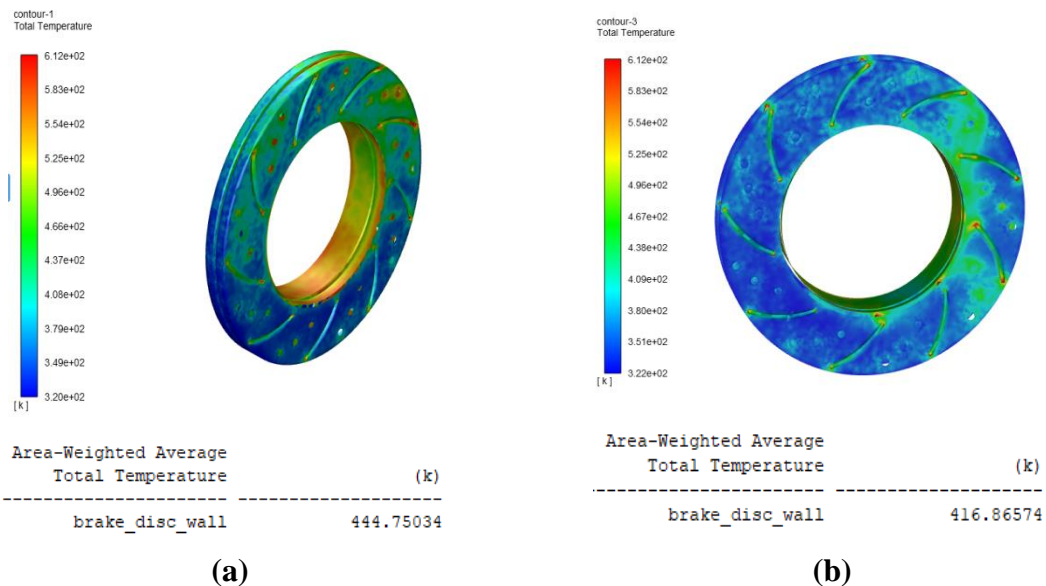 contour-1
Total Temperature
6.12e+02
5.83e+02
5.54e+02
5.25e+02
4.96e+02
4.66e+02
4.37e+02
4.08e+02
3.79e+02
3.49e+02
3.20e+02
[ k ]
Area-Weighted Average
Total Temperature (k)
brake_disc_wall 444.75034
(a)
contour-3
Total Temperature
6.12e+02
5.83e+02
5.54e+02
5.25e+02
4.96e+02
4.67e+02
4.38e+02
4.09e+02
3.80e+02
3.51e+02
3.22e+02
[ k ]
Area-Weighted Average
Total Temperature (k)
brake_disc_wall 416.86574
(b)